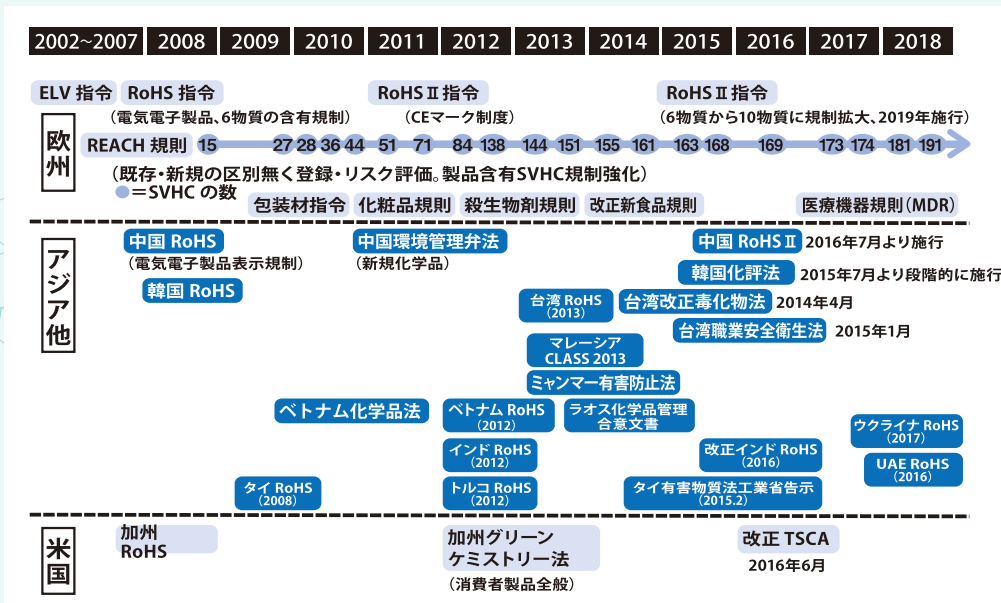 2002~2007 2008 2009 2010 2011 2012 2013 2014 2015 2016 2017 2018
ELV 指令 RoHS 指令 RoHS Ⅱ 指令 RoHS Ⅱ 指令
(電気電子製品、6物質の含有規制) (CEマーク制度) (6物質から10物質に規制拡大、2019年施行)
欧州
REACH 規則 15 27 28 36 44 51 71 84 138 144 151 155 161 163 168 169 173 174 181 191
(既存・新規の区別無く登録・リスク評価。製品含有SVHC規制強化)
=SVHC の数
包装材指令 化粧品規則 殺生物剤規則 改正新食品規則 医療機器規則(MDR)
アジア他
中国 RoHS 中国環境管理弁法 中国 RoHS Ⅱ 2016年7月より施行
(電気電子製品表示規制) (新規化学品)
韓国化評法 2015年7月より段階的に施行
韓国 RoHS
台湾 RoHS
(2013)
台湾改正毒化物法 2014年4月
台湾職業安全衛生法 2015年1月
マレーシア
CLASS 2013
ミャンマー有害防止法
ベトナム化学品法
ベトナム RoHS
(2012)
ラオス化学品管理
合意文書
ウクライナ RoHS
(2017)
インド RoHS
(2012)
改正インド RoHS
(2016)
UAE RoHS
(2016)
タイ RoHS
(2008)
トルコ RoHS
(2012)
タイ有害物質法工業省告示
(2015.2)
米国
加州
RoHS
加州グリーン
ケミストリー法
(消費者製品全般)
改正 TSCA
2016年6月